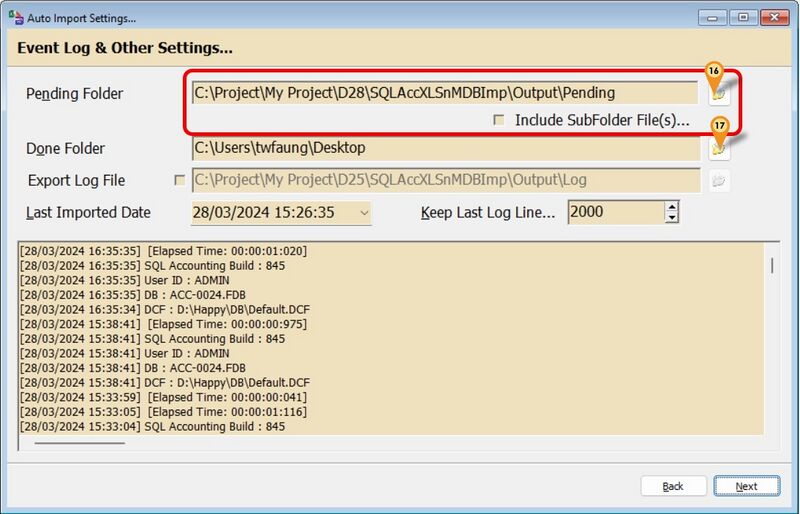 Auto Import Settings...
Event Log & Other Settings...
16
Pending Folder C:\Project\My Project\D28\SQLAccXLSnMDBImp\Output\Pending
Include SubFolder File(s)...
17
Done Folder C:\Users\twfaung\Desktop
Export Log File C:\Project\My Project\D25\SQLAccXLSnMDBImp\Output\Log
Last Imported Date 28/03/2024 15:26:35 Keep Last Log Line... 2000
[28/03/2024 16:35:35] [Elapsed Time: 00:00:01:020]
[28/03/2024 16:35:35] SQL Accounting Build : 845
[28/03/2024 16:35:35] User ID : ADMIN
[28/03/2024 16:35:35] DB : ACC-0024.FDB
[28/03/2024 16:35:34] DCF : D:\Happy\DB\Default.DCF
[28/03/2024 15:38:41] [Elapsed Time: 00:00:00:975]
[28/03/2024 15:38:41] SQL Accounting Build : 845
[28/03/2024 15:38:41] User ID : ADMIN
[28/03/2024 15:38:41] DB : ACC-0024.FDB
[28/03/2024 15:38:41] DCF : D:\Happy\DB\Default.DCF
[28/03/2024 15:33:59] [Elapsed Time: 00:00:00:041]
[28/03/2024 15:33:05] [Elapsed Time: 00:00:01:116]
[28/03/2024 15:33:04] SQL Accounting Build : 845
Back Next